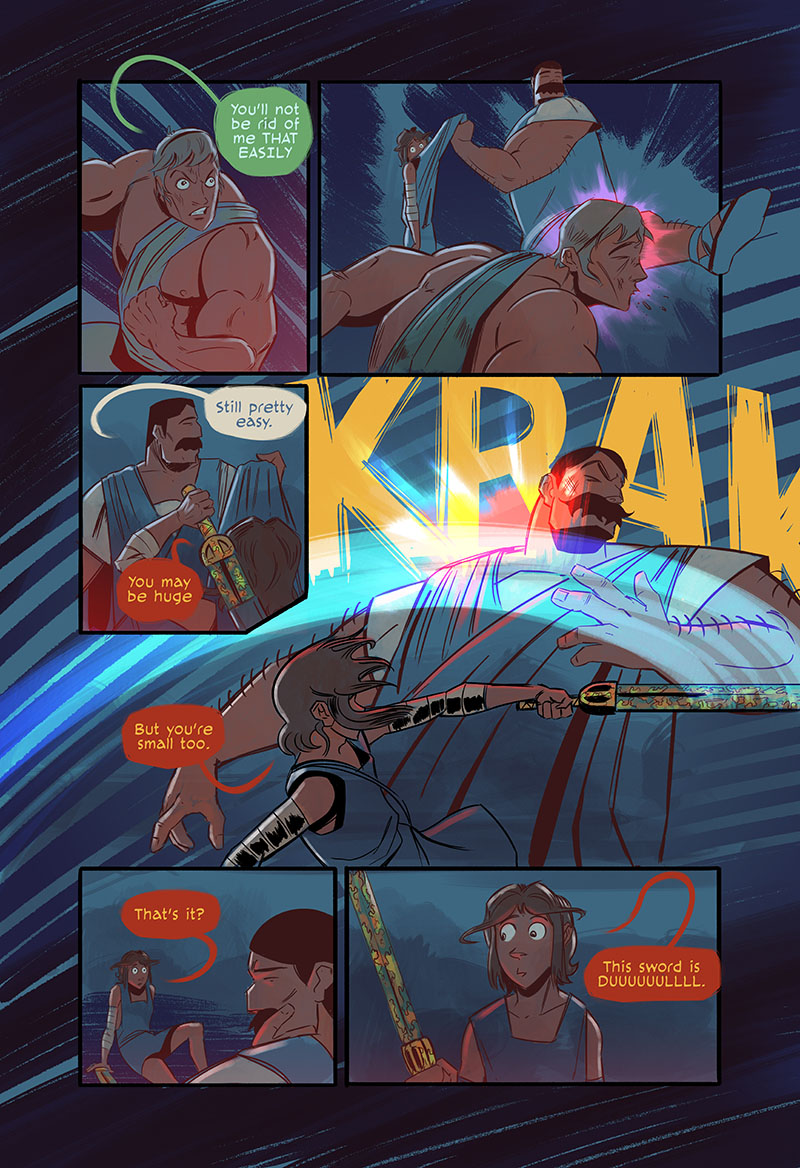 You'll not
be rid of
me THAT
EASILY
Still pretty
easy.
You may
be huge
KRAK
But you're
small too.
That's it?
This sword is
DUUUUUULLLL.